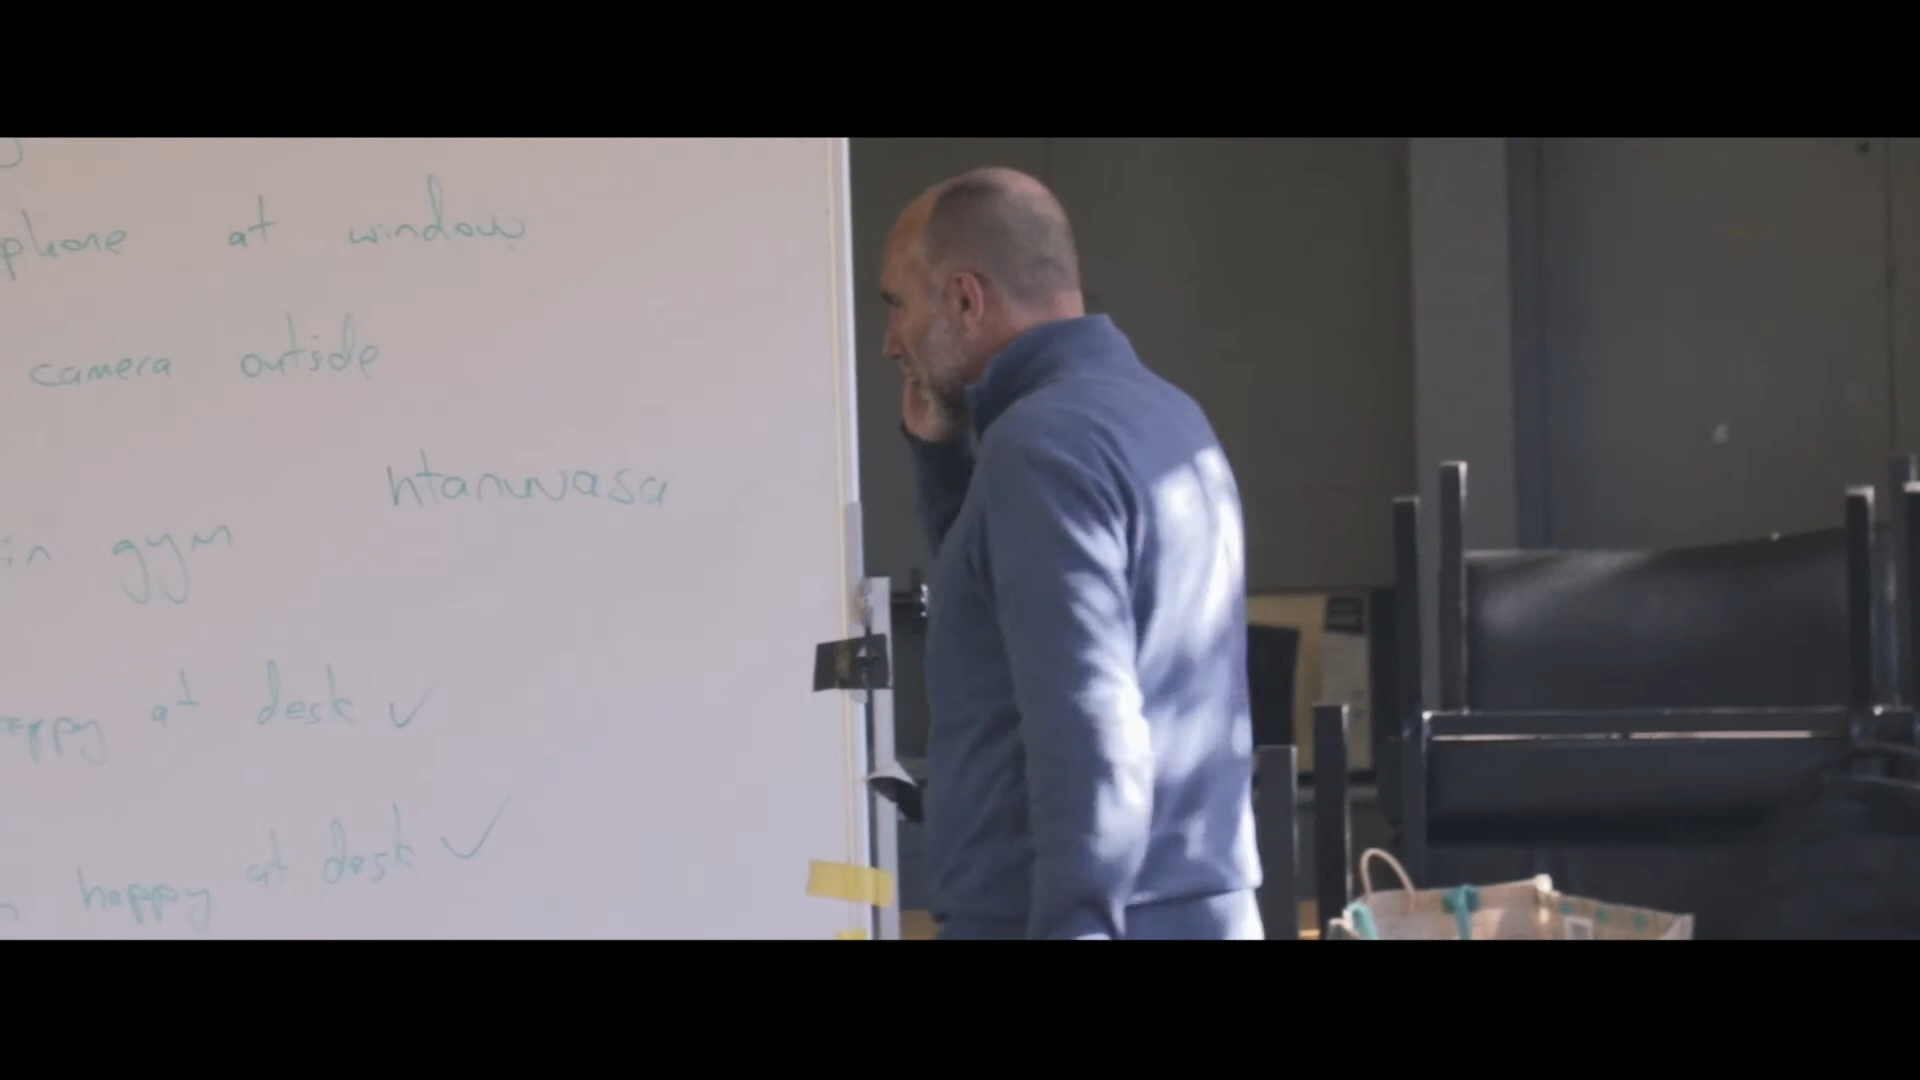 phone at window
camera outside
htanwasa
in gym
happy at desk ✓
happy at desk ✓